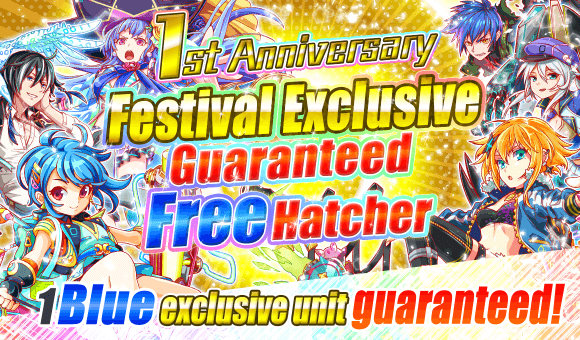 1st Anniversary
Festival Exclusive
Guaranteed
Free Hatcher
1 Blue exclusive unit guaranteed!